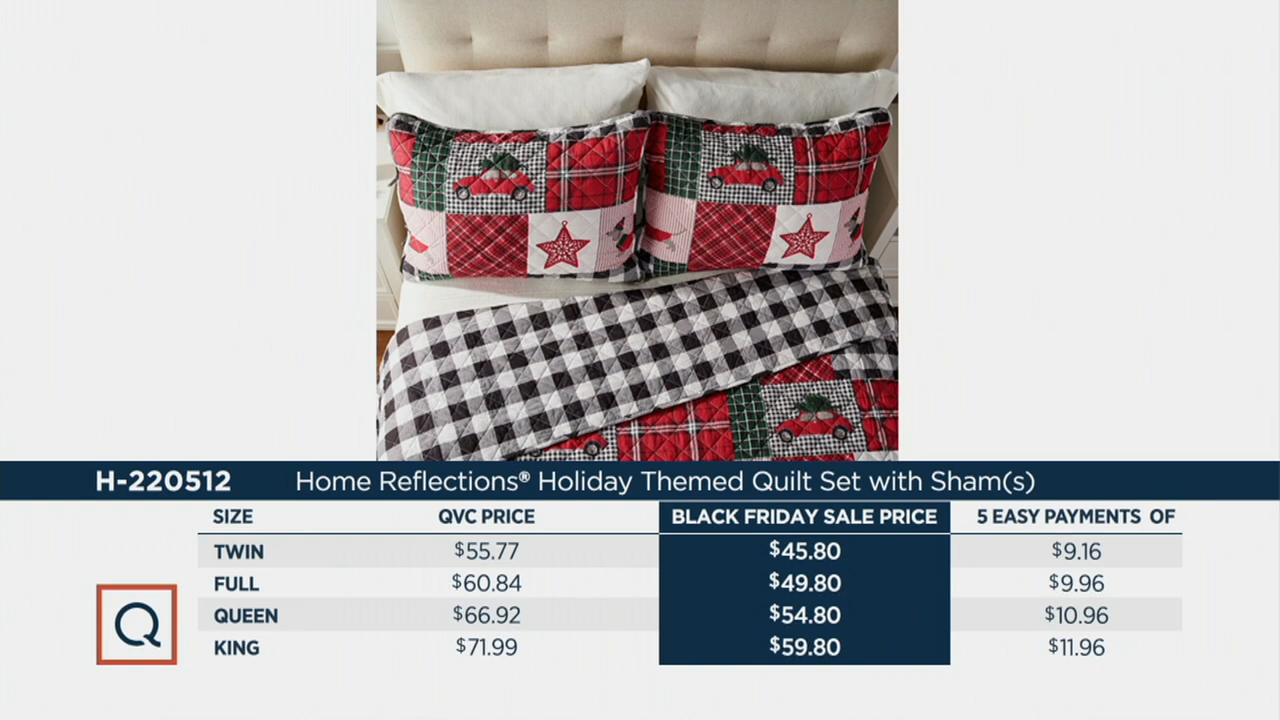 H-220512 Home Reflections® Holiday Themed Quilt Set with Sham(s)
SIZE QVC PRICE BLACK FRIDAY SALE PRICE 5 EASY PAYMENTS OF
TWIN $55.77 $45.80 $9.16
FULL $60.84 $49.80 $9.96
QUEEN $66.92 $54.80 $10.96
KING $71.99 $59.80 $11.96
Q